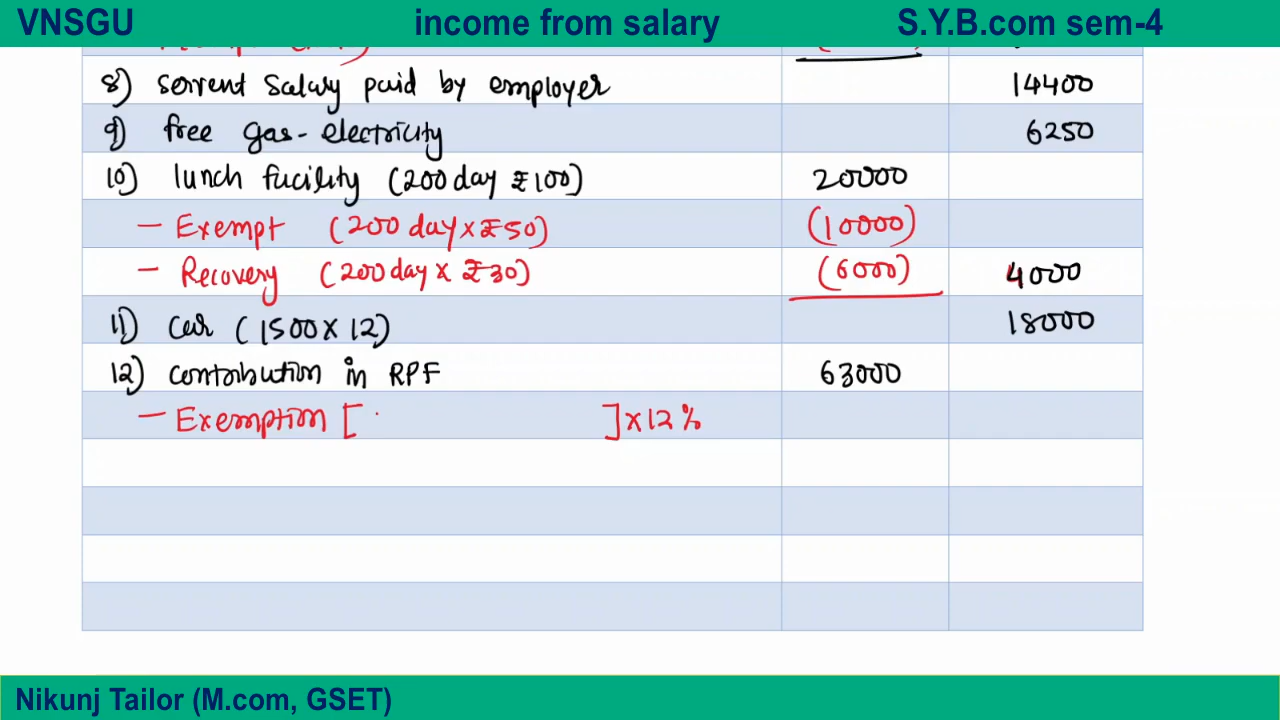 VNSGU income from salary S.Y.B.com sem-4
8) servent salary paid by employer 14400
9) free gas- electricity 6250
10) lunch facility (200 day ₹100) 20000
- Exempt (200 day × ₹50) (10000)
- Recovery (200 day × ₹30) (6000) 4000
11) car (1500 × 12) 18000
12) contribution in RPF 63000
- Exemption [ ] × 12%
Nikunj Tailor (M.com, GSET)